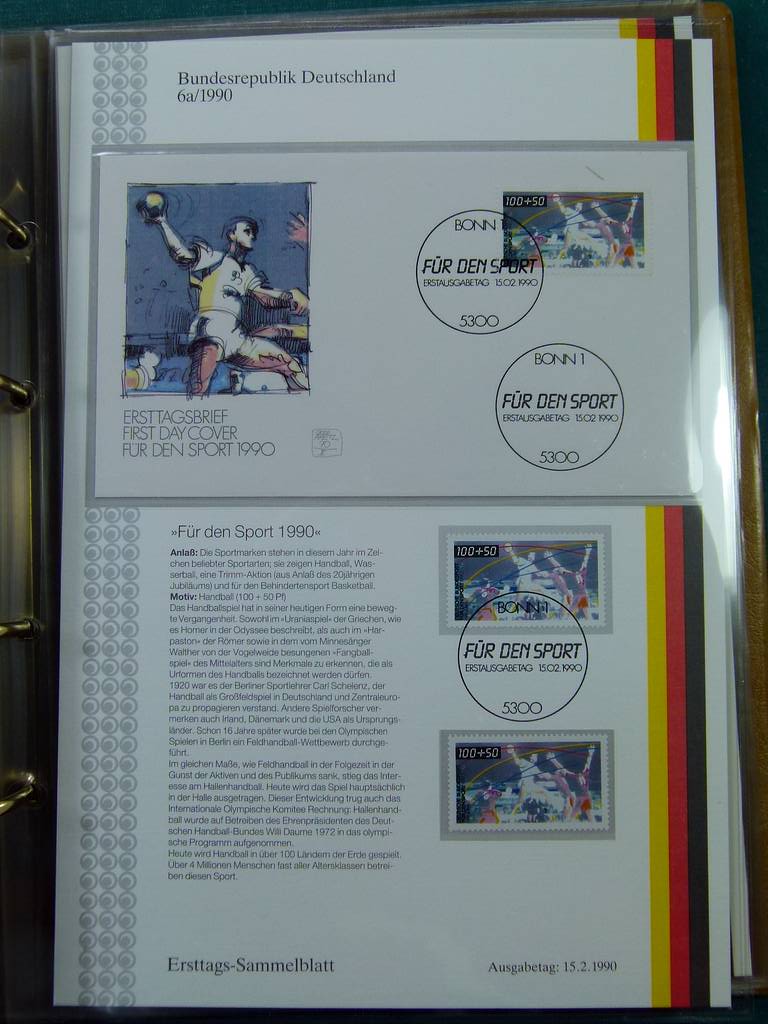 Bundesrepublik Deutschland
6a/1990
100+50
BONN 1
FÜR DEN SPORT
ERSTAUSGABETAG 15.02.1990
5300
BONN 1
FÜR DEN SPORT
ERSTAUSGABETAG 15.02.1990
5300
ERSTTAGSBRIEF
FIRST DAY COVER
FÜR DEN SPORT 1990
»Für den Sport 1990«
Anlaß: Die Sportmarken stehen in diesem Jahr im Zei-
chen beliebter Sportarten; sie zeigen Handball, Was-
serball, eine Trimm-Aktion (aus Anlaß des 20jährigen
Jubiläums) und für den Behindertensport Basketball.
Motiv: Handball (100 + 50 Pf)
Das Handballspiel hat in seiner heutigen Form eine beweg-
te Vergangenheit. Sowohl im »Uraniaspiel« der Griechen, wie
es Homer in der Odyssee beschreibt, als auch im »Har-
paston« der Römer sowie in dem vom Minnesänger
Walther von der Vogelweide besungenen »Fangball-
spiel« des Mittelalters sind Merkmale zu erkennen, die als
Urformen des Handballs bezeichnet werden dürfen.
1920 war es der Berliner Sportlehrer Carl Schelenz, der
Handball als Großfeldspiel in Deutschland und Zentraleuro-
pa zu propagieren verstand. Andere Spielforscher ver-
merken auch Irland, Dänemark und die USA als Ursprungs-
länder. Schon 16 Jahre später wurde bei den Olympischen
Spielen in Berlin ein Feldhandball-Wettbewerb durchge-
führt.
Im gleichen Maße, wie Feldhandball in der Folgezeit in der
Gunst der Aktiven und des Publikums sank, stieg das Inter-
esse am Hallenhandball. Heute wird das Spiel hauptsächlich
in der Halle ausgetragen. Dieser Entwicklung trug auch das
Internationale Olympische Komitee Rechnung: Hallenhand-
ball wurde auf Betreiben des Ehrenpräsidenten des Deut-
schen Handball-Bundes Willi Daume 1972 in das olympi-
sche Programm aufgenommen.
Heute wird Handball in über 100 Ländern der Erde gespielt.
Über 4 Millionen Menschen fast aller Altersklassen betrei-
ben diesen Sport.
100+50
BONN 1
FÜR DEN SPORT
ERSTAUSGABETAG 15.02.1990
5300
100+50
Ersttags-Sammelblatt
Ausgabetag: 15.2.1990